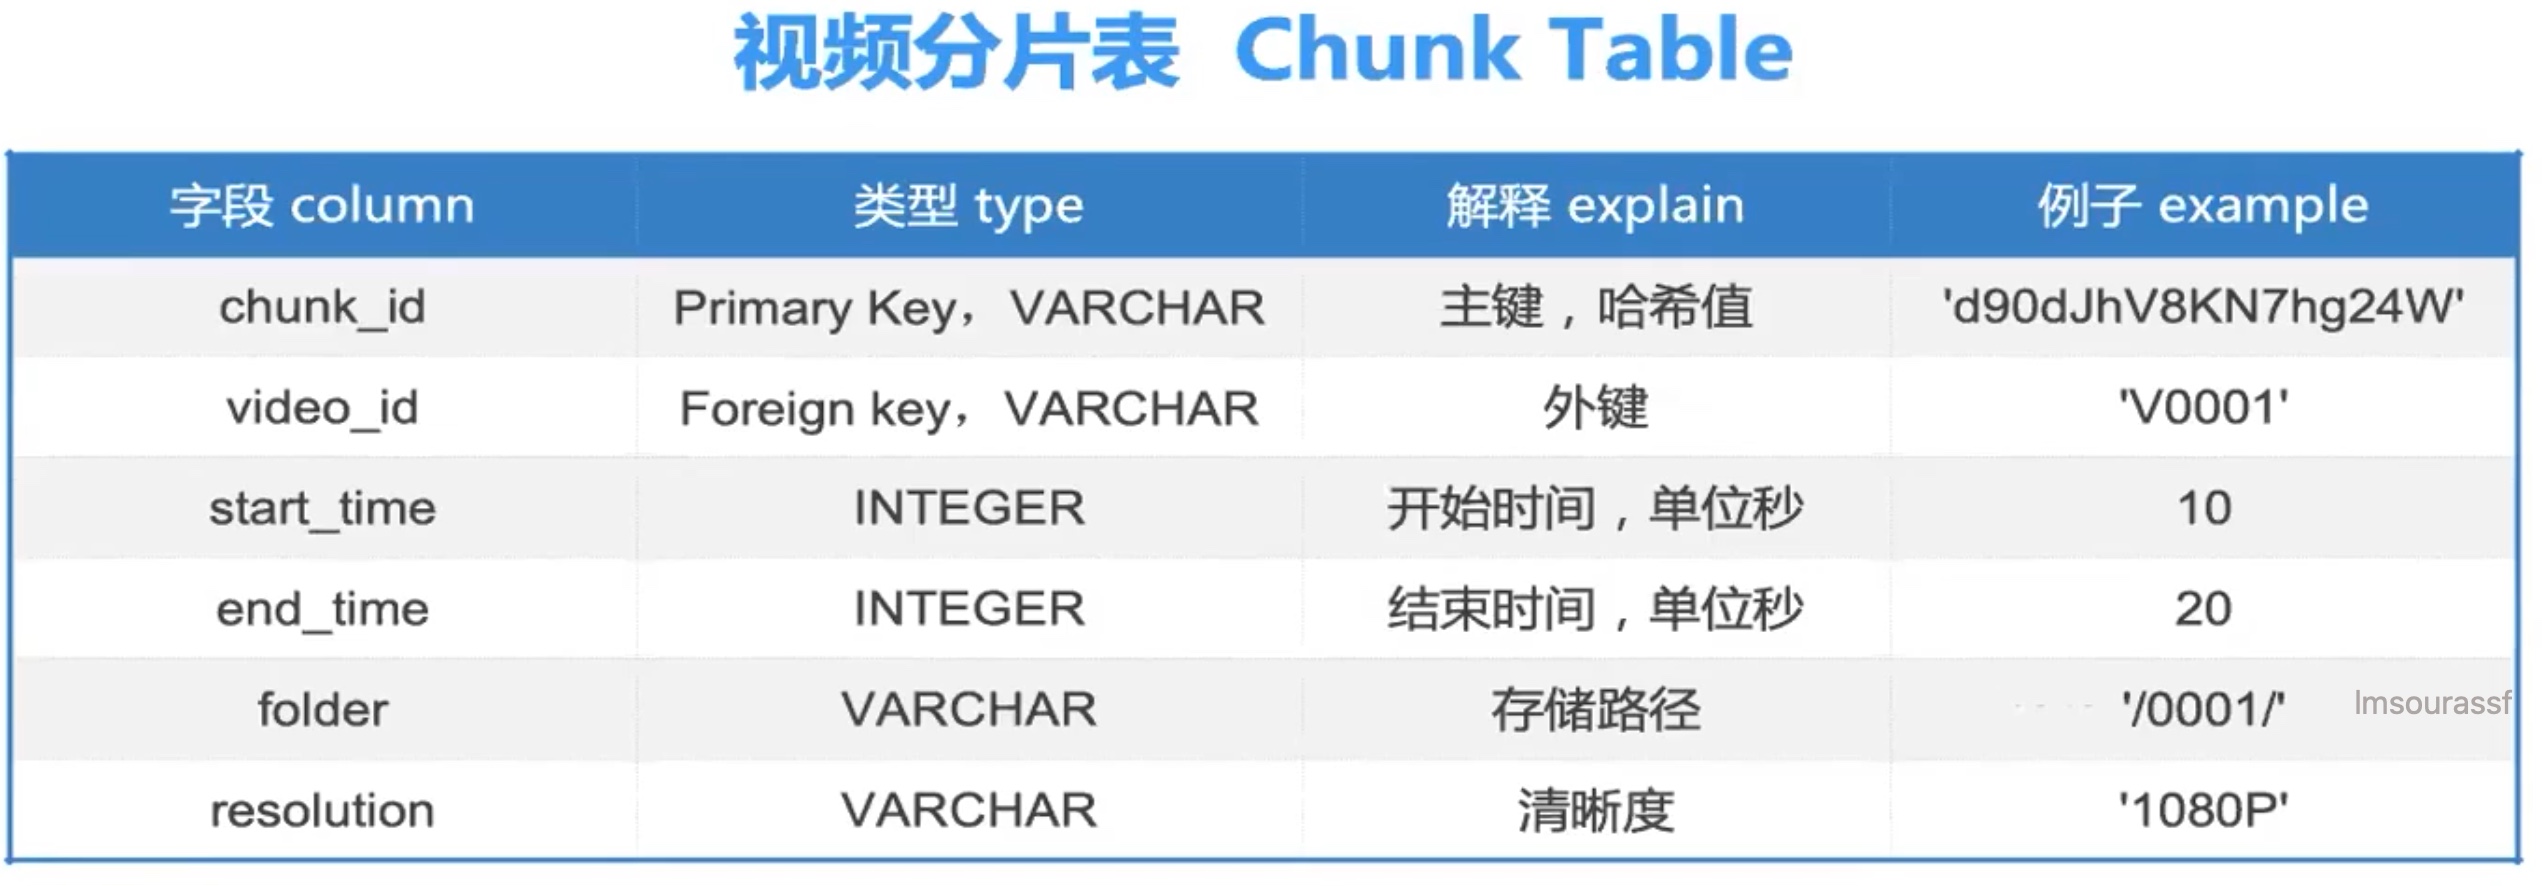 视频分片表 Chunk Table
字段 column 类型 type 解释 explain 例子 example
chunk_id Primary Key，VARCHAR 主键，哈希值 'd90dJhV8KN7hg24W'
video_id Foreign key，VARCHAR 外键 'V0001'
start_time INTEGER 开始时间，单位秒 10
end_time INTEGER 结束时间，单位秒 20
folder VARCHAR 存储路径 '/0001/' lmsourassf
resolution VARCHAR 清晰度 '1080P'